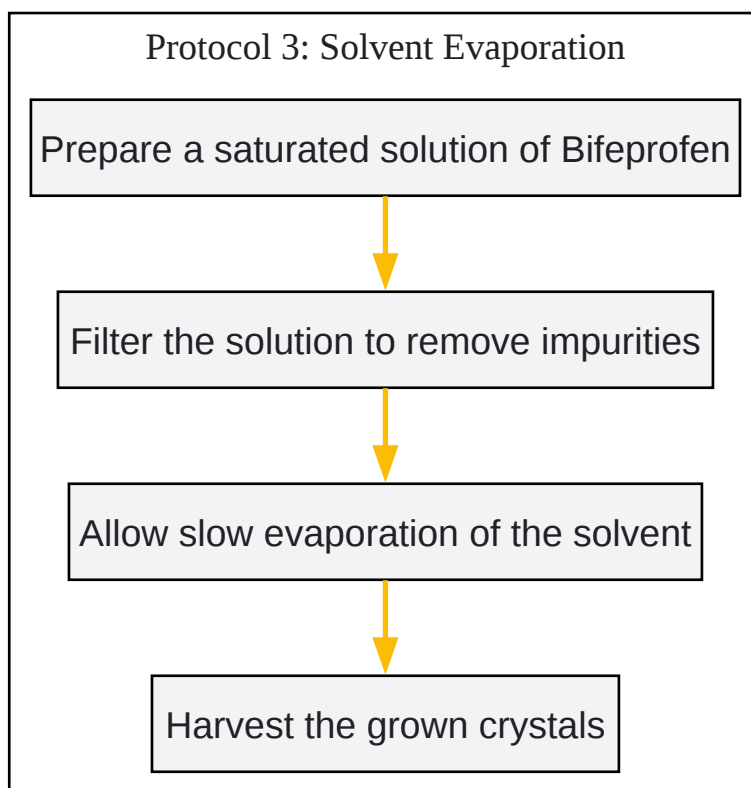 Protocol 3: Solvent Evaporation
Prepare a saturated solution of Bifeprofen
Filter the solution to remove impurities
Allow slow evaporation of the solvent
Harvest the grown crystals